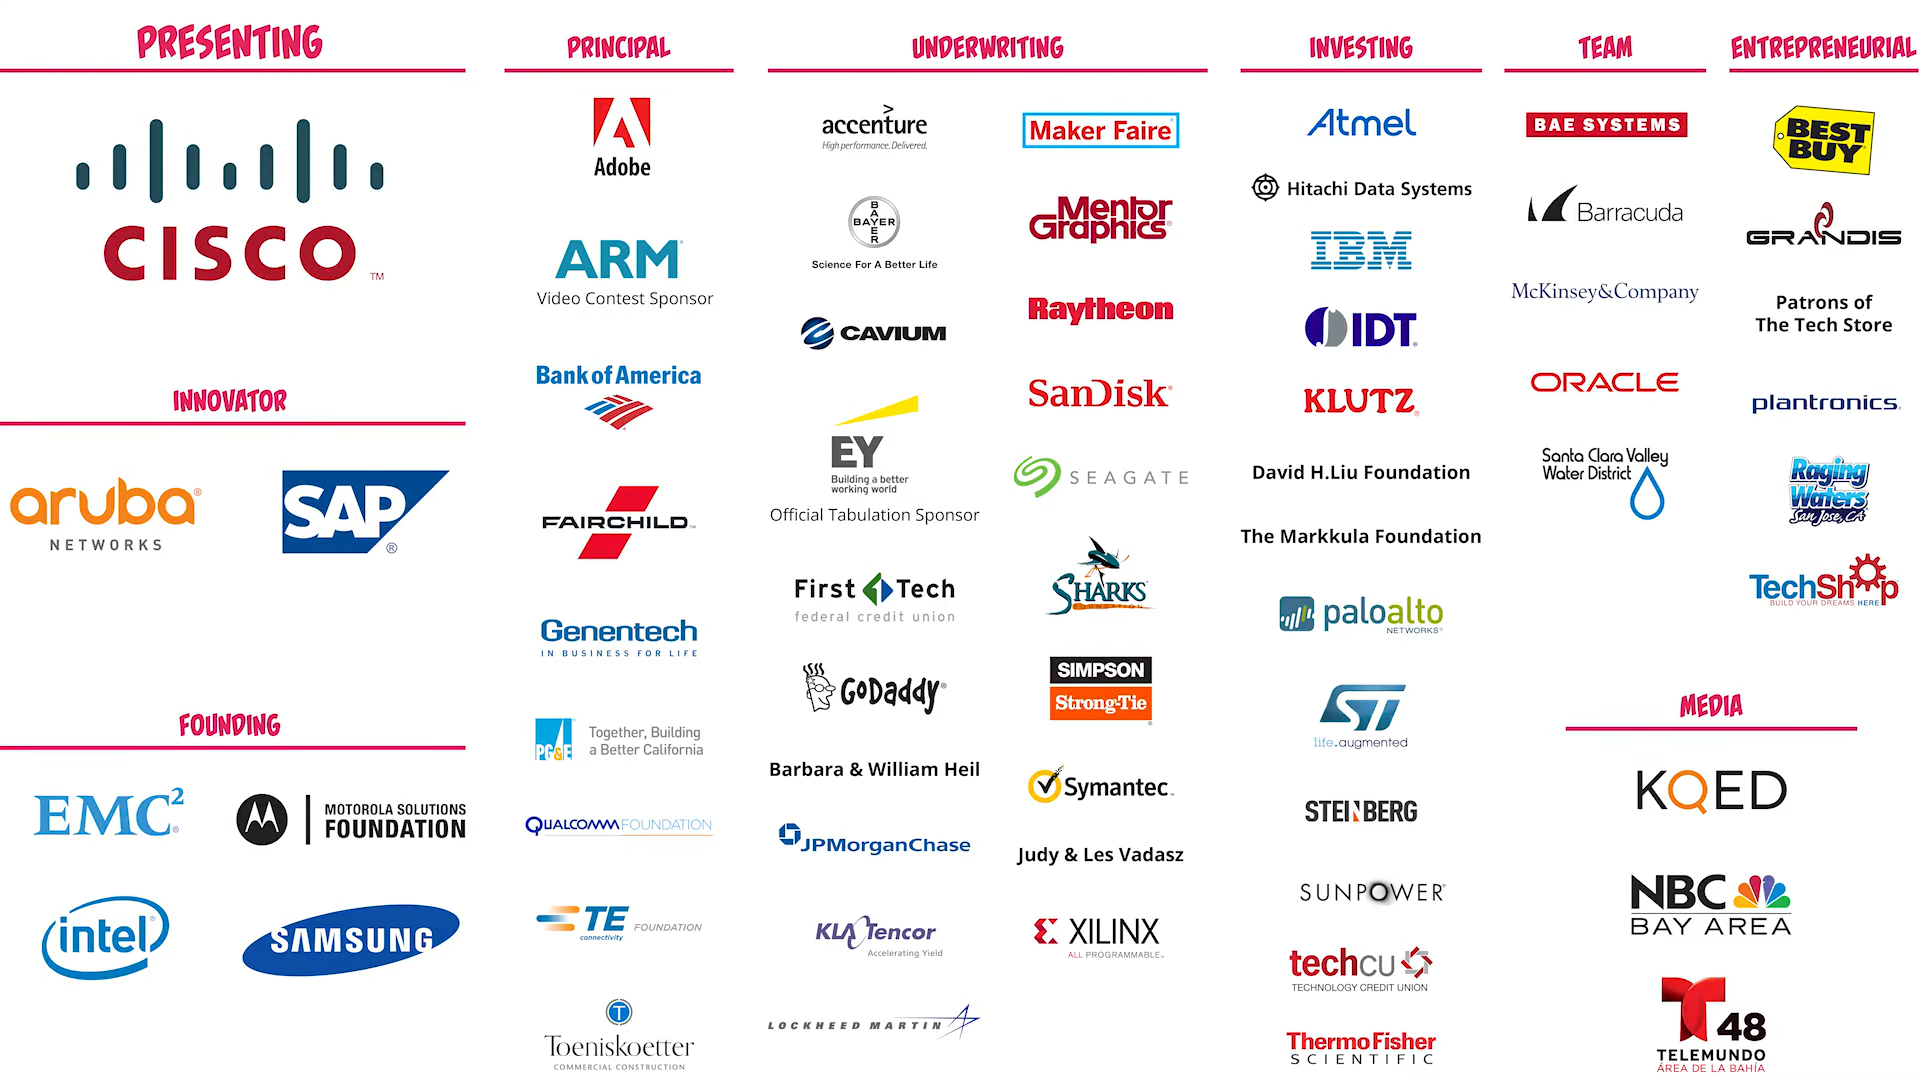 PRESENTING
CISCO
TM
INNOVATOR
aruba®
NETWORKS
SAP
®
FOUNDING
EMC²
®
MOTOROLA SOLUTIONS
FOUNDATION
intel®
SAMSUNG
PRINCIPAL
Adobe
ARM®
Video Contest Sponsor
Bank of America
FAIRCHILD™
Genentech
IN BUSINESS FOR LIFE
PG&E
Together, Building
a Better California
QUALCOMM FOUNDATION
TE
connectivity
FOUNDATION
T
Toeniskoetter
COMMERCIAL CONSTRUCTION
UNDERWRITING
>
accenture
High performance. Delivered.
BAYER
BAYER
Science For A Better Life
CAVIUM
EY
Building a better
working world
Official Tabulation Sponsor
First Tech
federal credit union
GoDaddy®
Barbara & William Heil
JPMorganChase
KLA Tencor
Accelerating Yield
LOCKHEED MARTIN
Maker Faire®
Mentor
Graphics®
Raytheon
SanDisk®
SEAGATE
SHARKS
FOUNDATION
SIMPSON
Strong-Tie
®
Symantec™
Judy & Les Vadasz
XILINX
ALL PROGRAMMABLE™
INVESTING
Atmel
Hitachi Data Systems
IBM
IDT®
KLUTZ®
David H.Liu Foundation
The Markkula Foundation
paloalto
NETWORKS®
ST
life.augmented
STEINBERG
SUNPOWER®
techcu
TECHNOLOGY CREDIT UNION
ThermoFisher
SCIENTIFIC
TEAM
BAE SYSTEMS
Barracuda
McKinsey&Company
ORACLE
Santa Clara Valley
Water District
ENTREPRENEURIAL
BEST
BUY
GRANDIS
Patrons of
The Tech Store
plantronics®
Raging
Waters
San Jose, CA
TechShop
BUILD YOUR DREAMS HERE
MEDIA
KQED
NBC
BAY AREA
T 48
TELEMUNDO
ÁREA DE LA BAHÍA